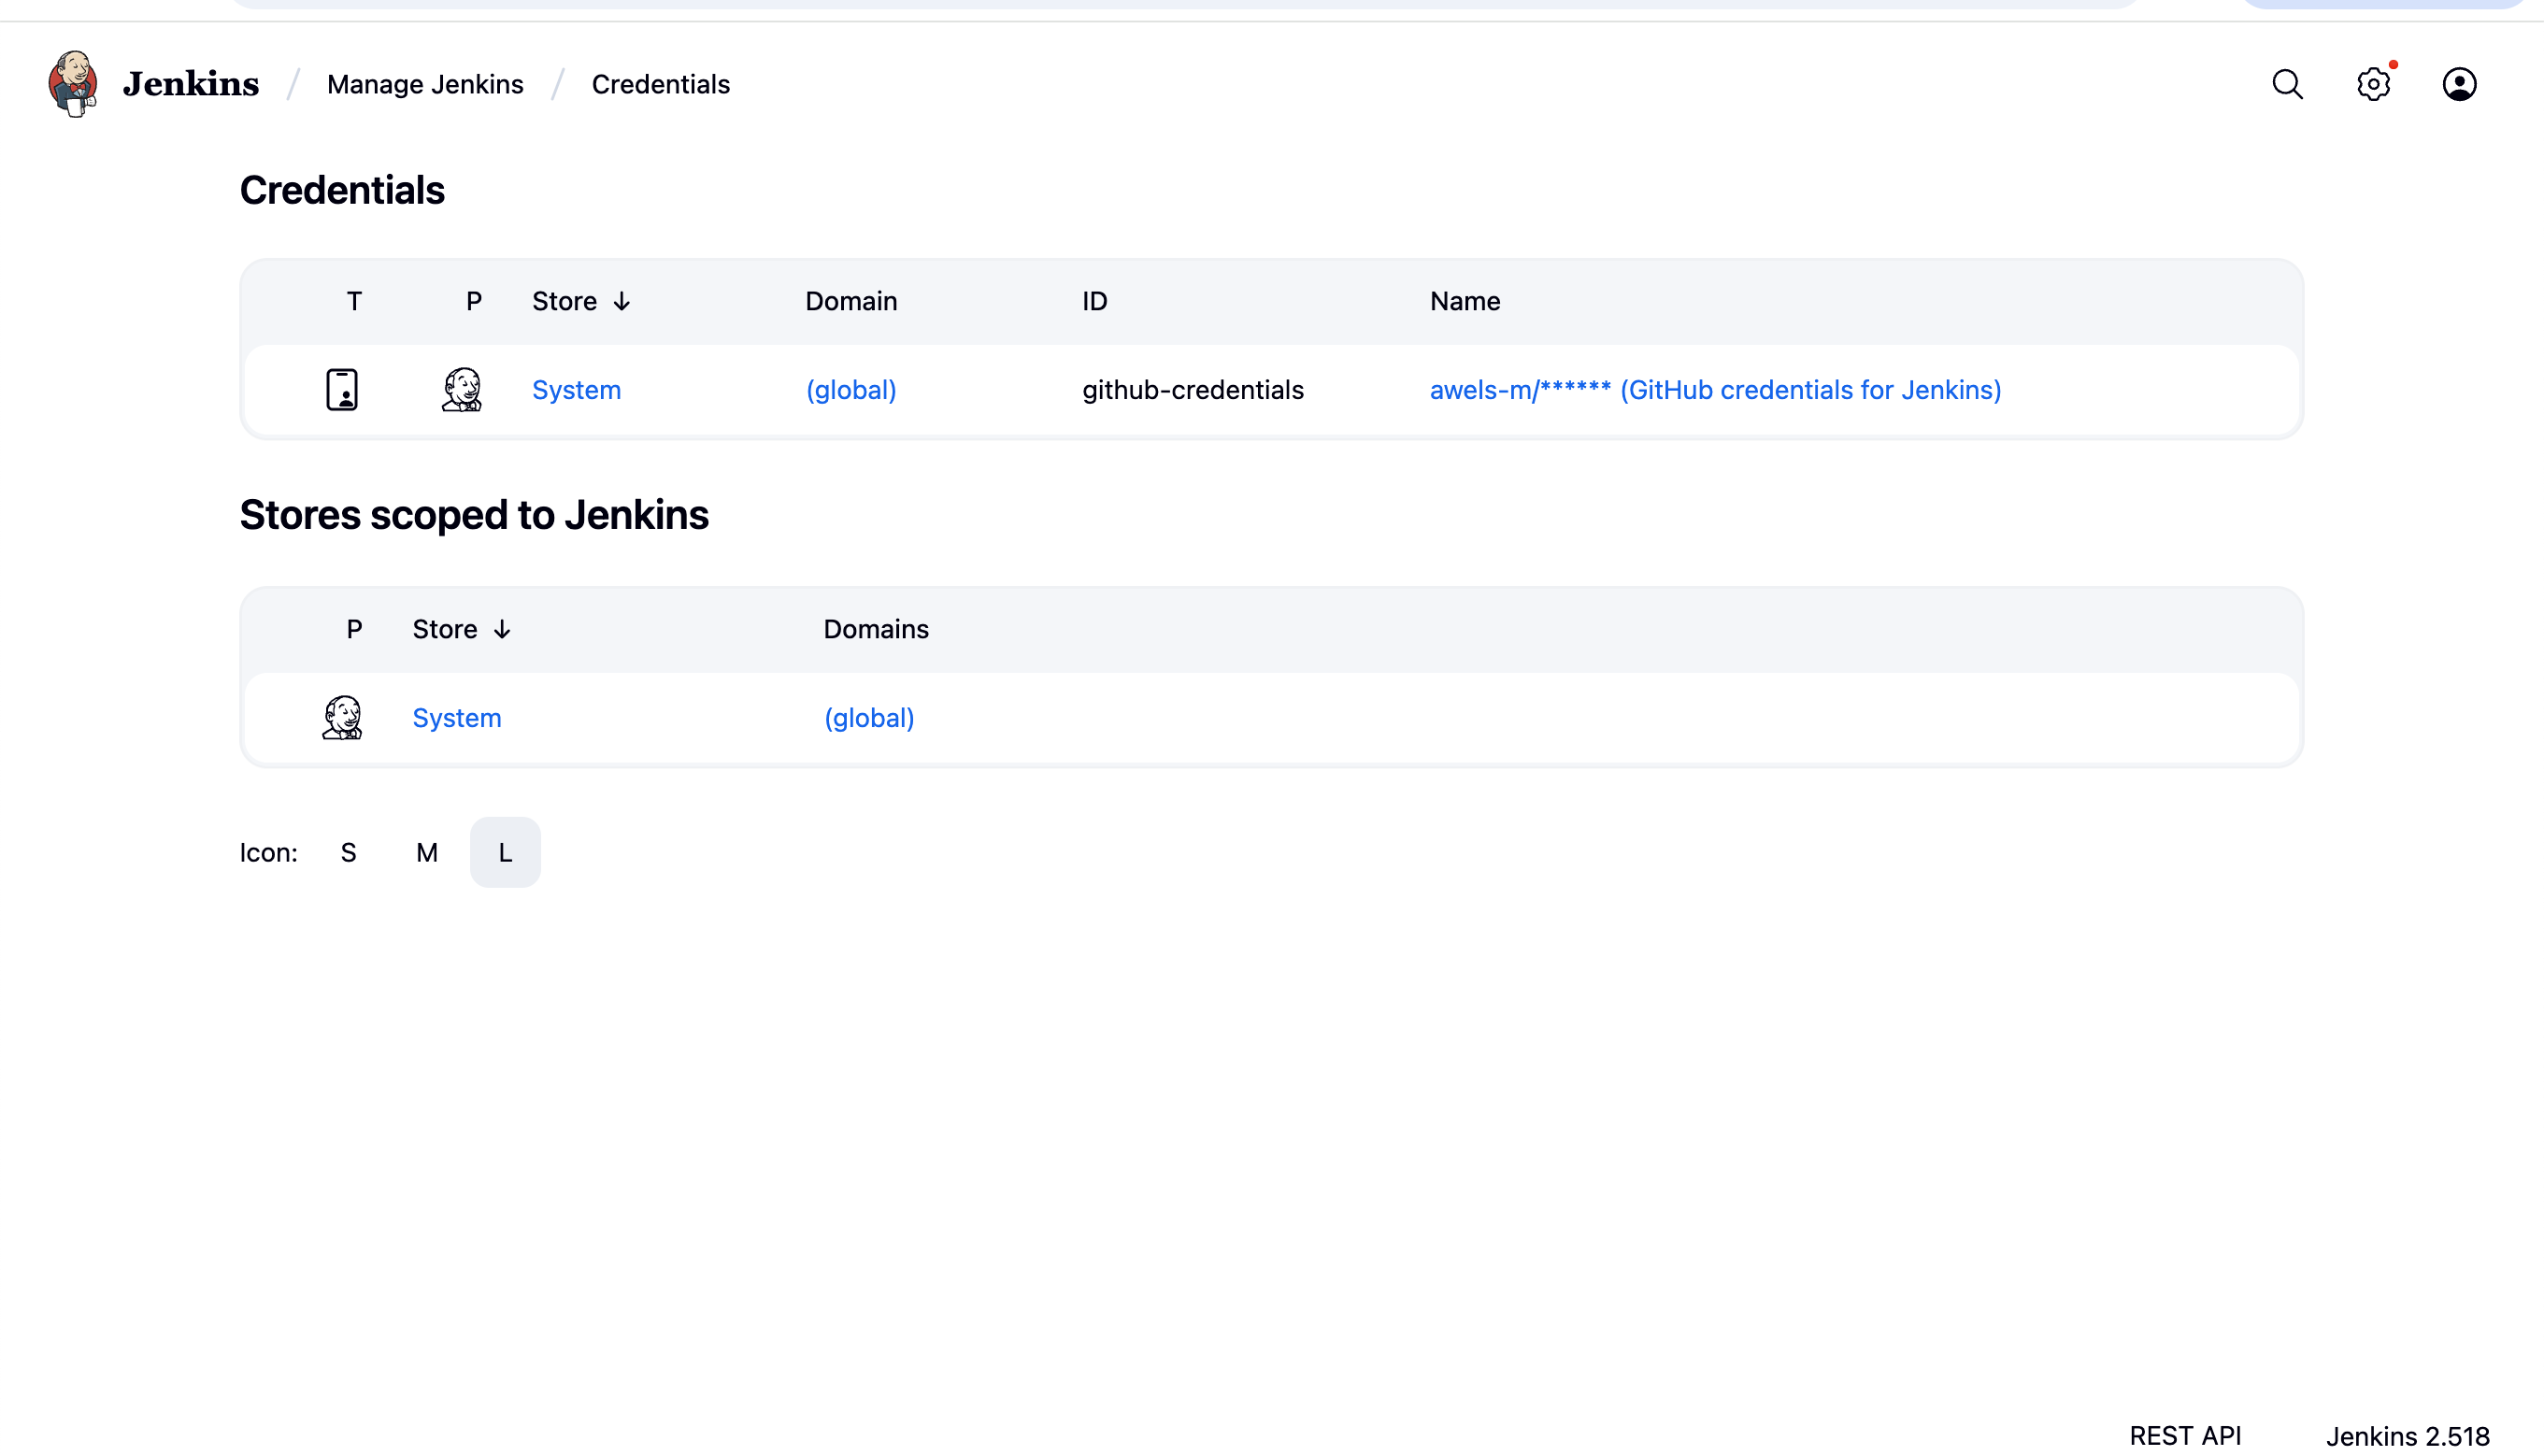 Jenkins / Manage Jenkins / Credentials
Credentials
T P Store ↓ Domain ID Name
System (global) github-credentials awels-m/****** (GitHub credentials for Jenkins)
Stores scoped to Jenkins
P Store ↓ Domains
System (global)
Icon: S M L
REST API Jenkins 2.518